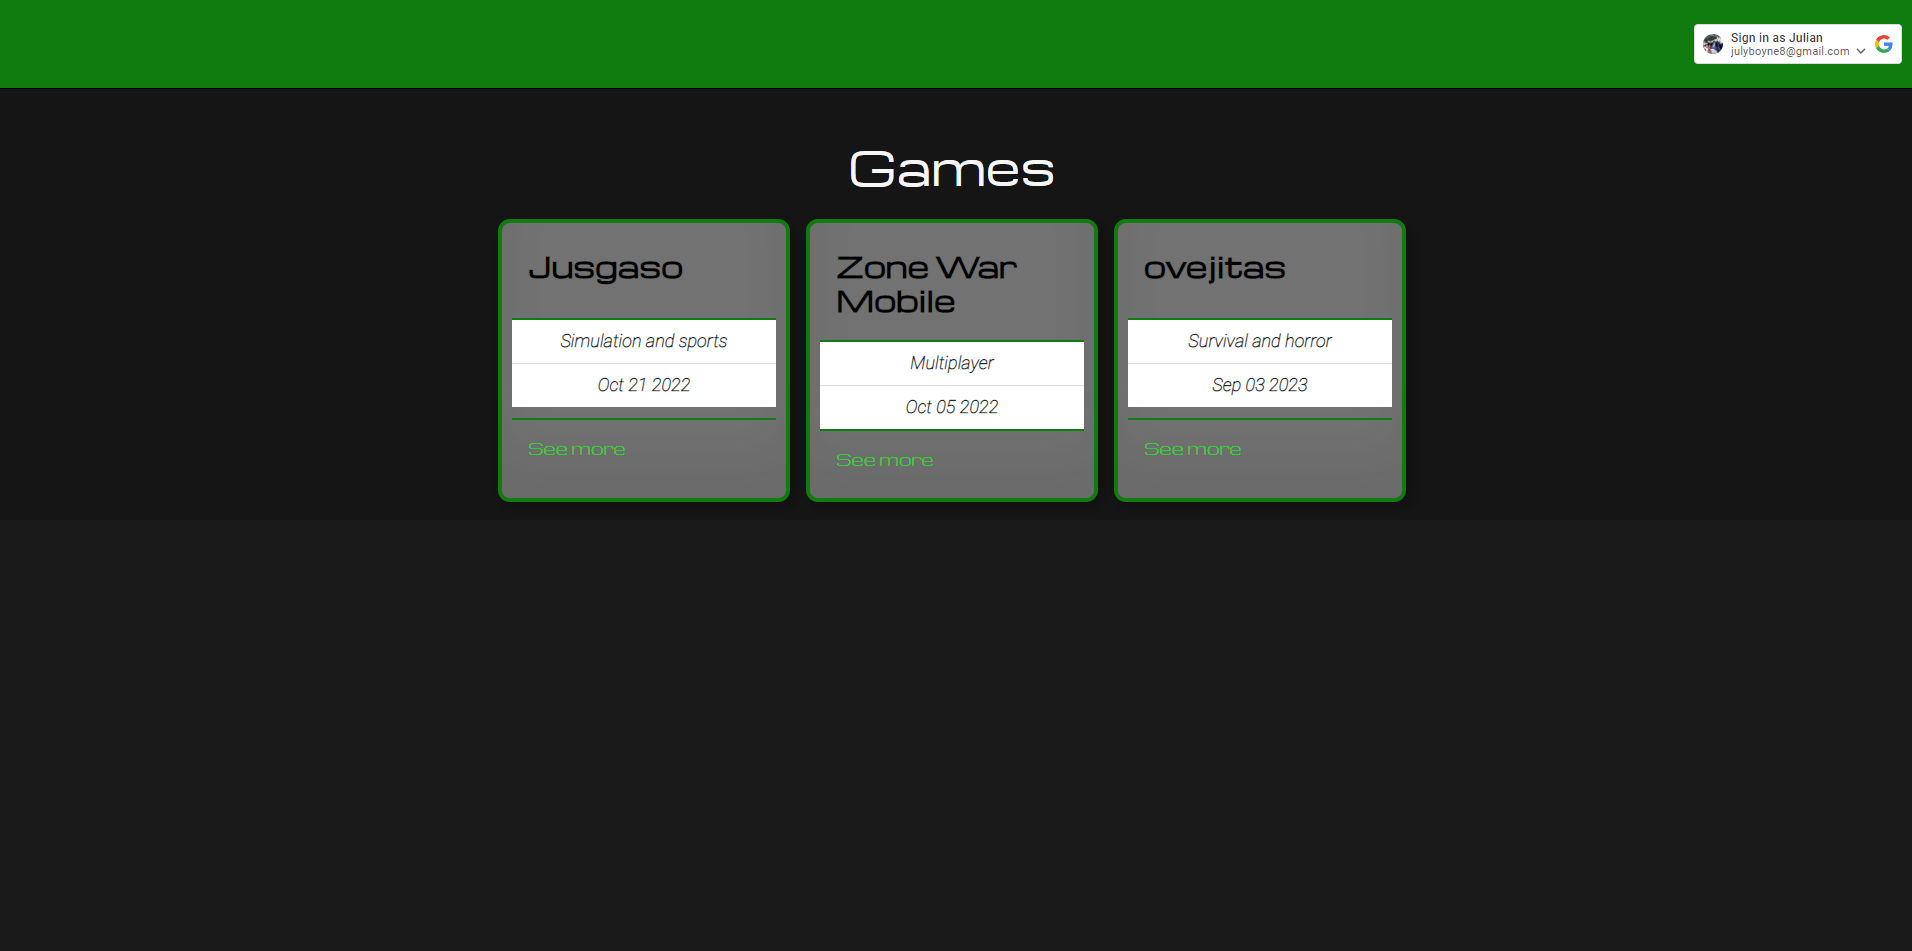 Sign in as Julian
julyboyne8@gmail.com
Games
Jusgaso
Simulation and sports
Oct 21 2022
See more
Zone War
Mobile
Multiplayer
Oct 05 2022
See more
ovejitas
Survival and horror
Sep 03 2023
See more